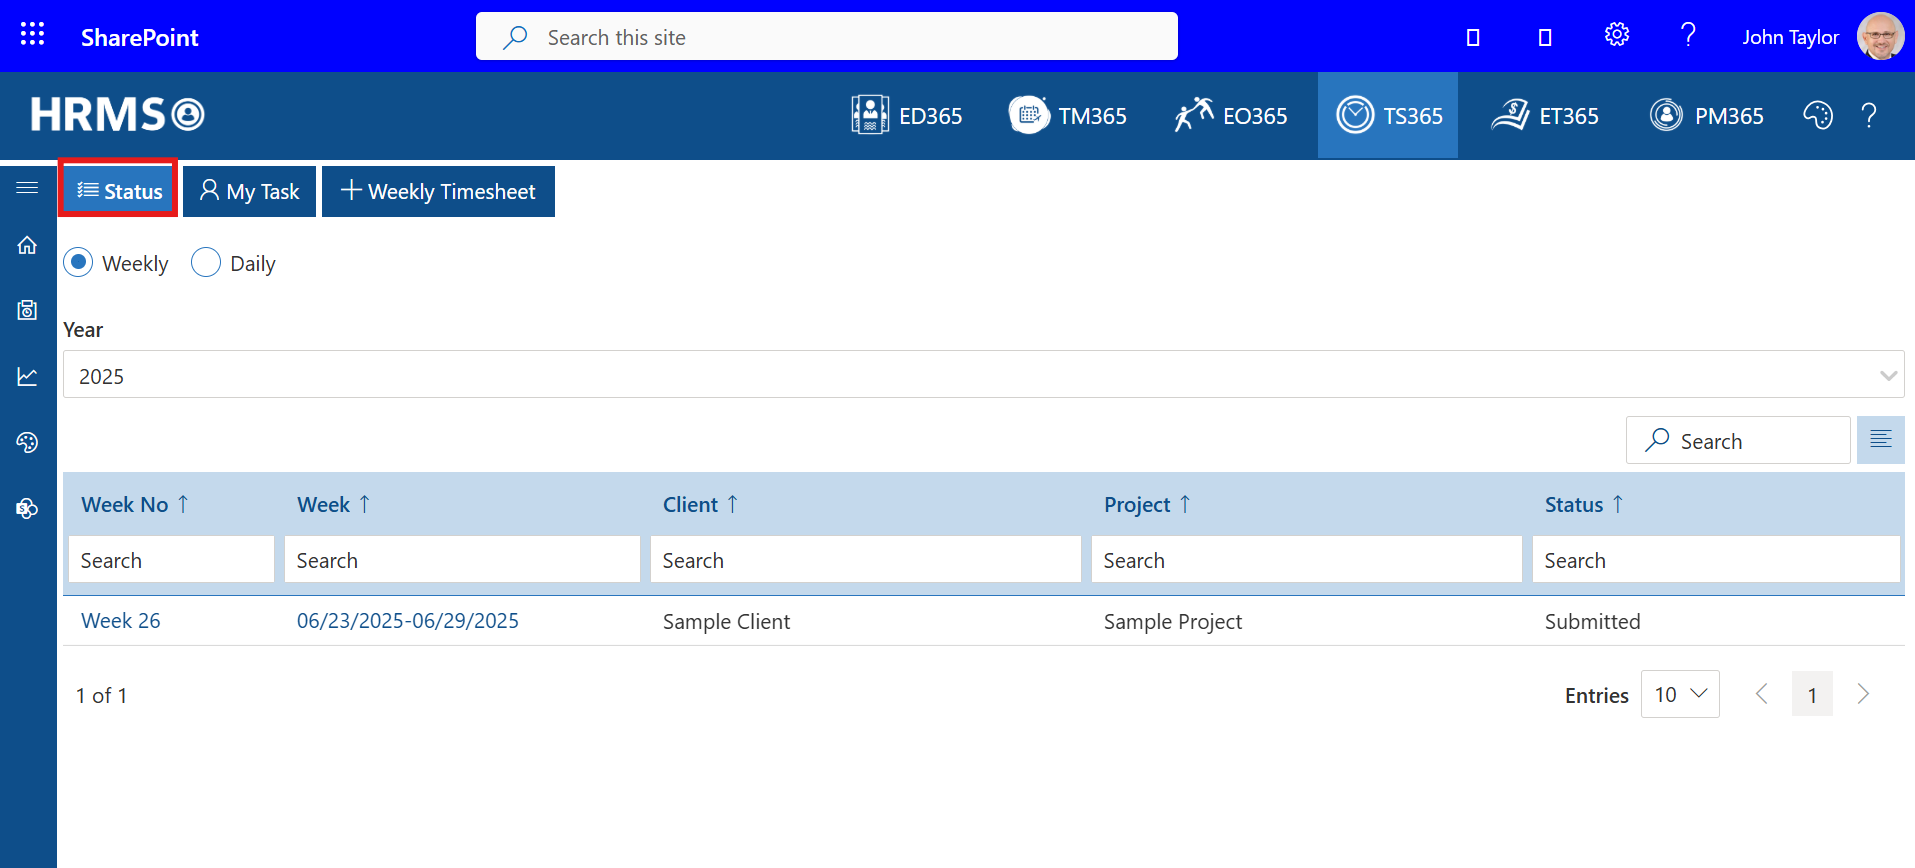 SharePoint
Search this site
John Taylor
HRMS
ED365
TM365
EO365
TS365
ET365
PM365
Status
My Task
Weekly Timesheet
Weekly
Daily
Year
2025
Search
Week No
Week
Client
Project
Status
Search
Search
Search
Search
Search
Week 26
06/23/2025-06/29/2025
Sample Client
Sample Project
Submitted
1 of 1
Entries
10
1